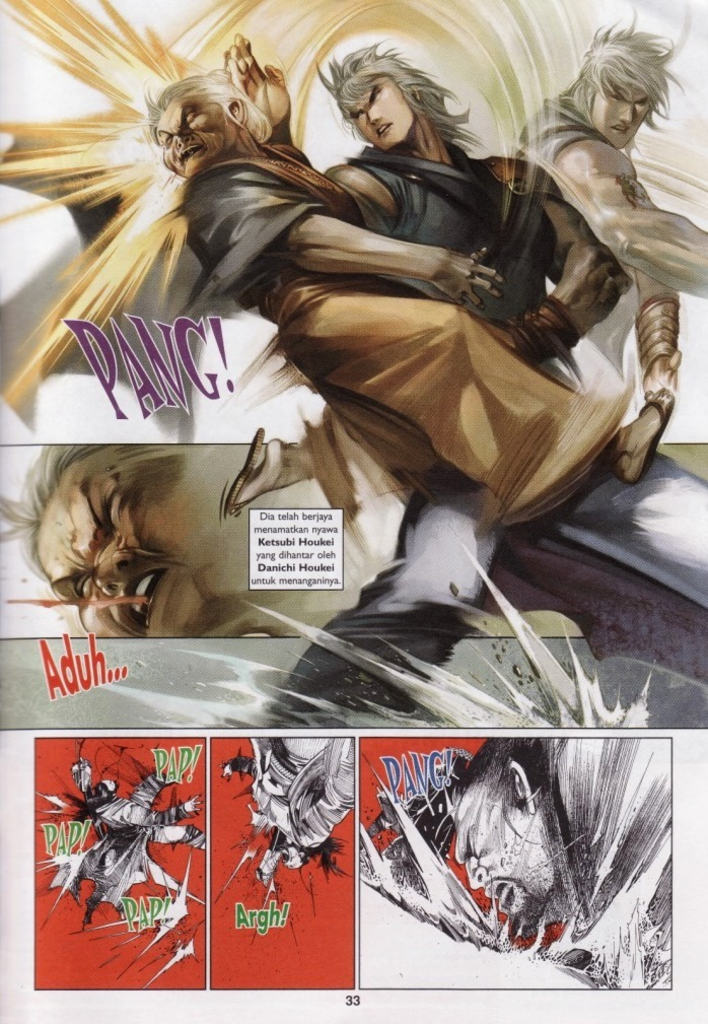 PANG!
Dia telah berjaya
menamatkan nyawa
Ketsubi Houkei
yang dihantar oleh
Danichi Houkei
untuk menanganinya.
Aduh...
PAP!
PAP!
PAP!
Argh!
PANG!
33